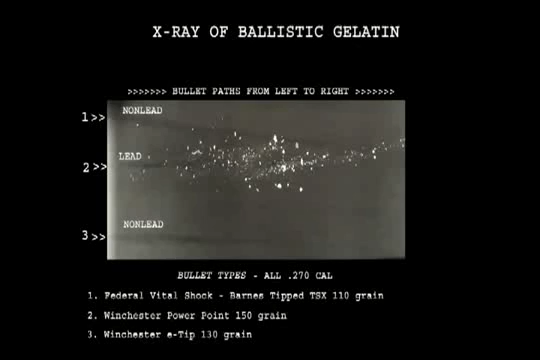 X-RAY OF BALLISTIC GELATIN
>>>>>>> BULLET PATHS FROM LEFT TO RIGHT >>>>>>>
1>> NONLEAD
2>> LEAD
3>> NONLEAD
BULLET TYPES - ALL .270 CAL
1. Federal Vital Shock - Barnes Tipped TSX 110 grain
2. Winchester Power Point 150 grain
3. Winchester e-Tip 130 grain